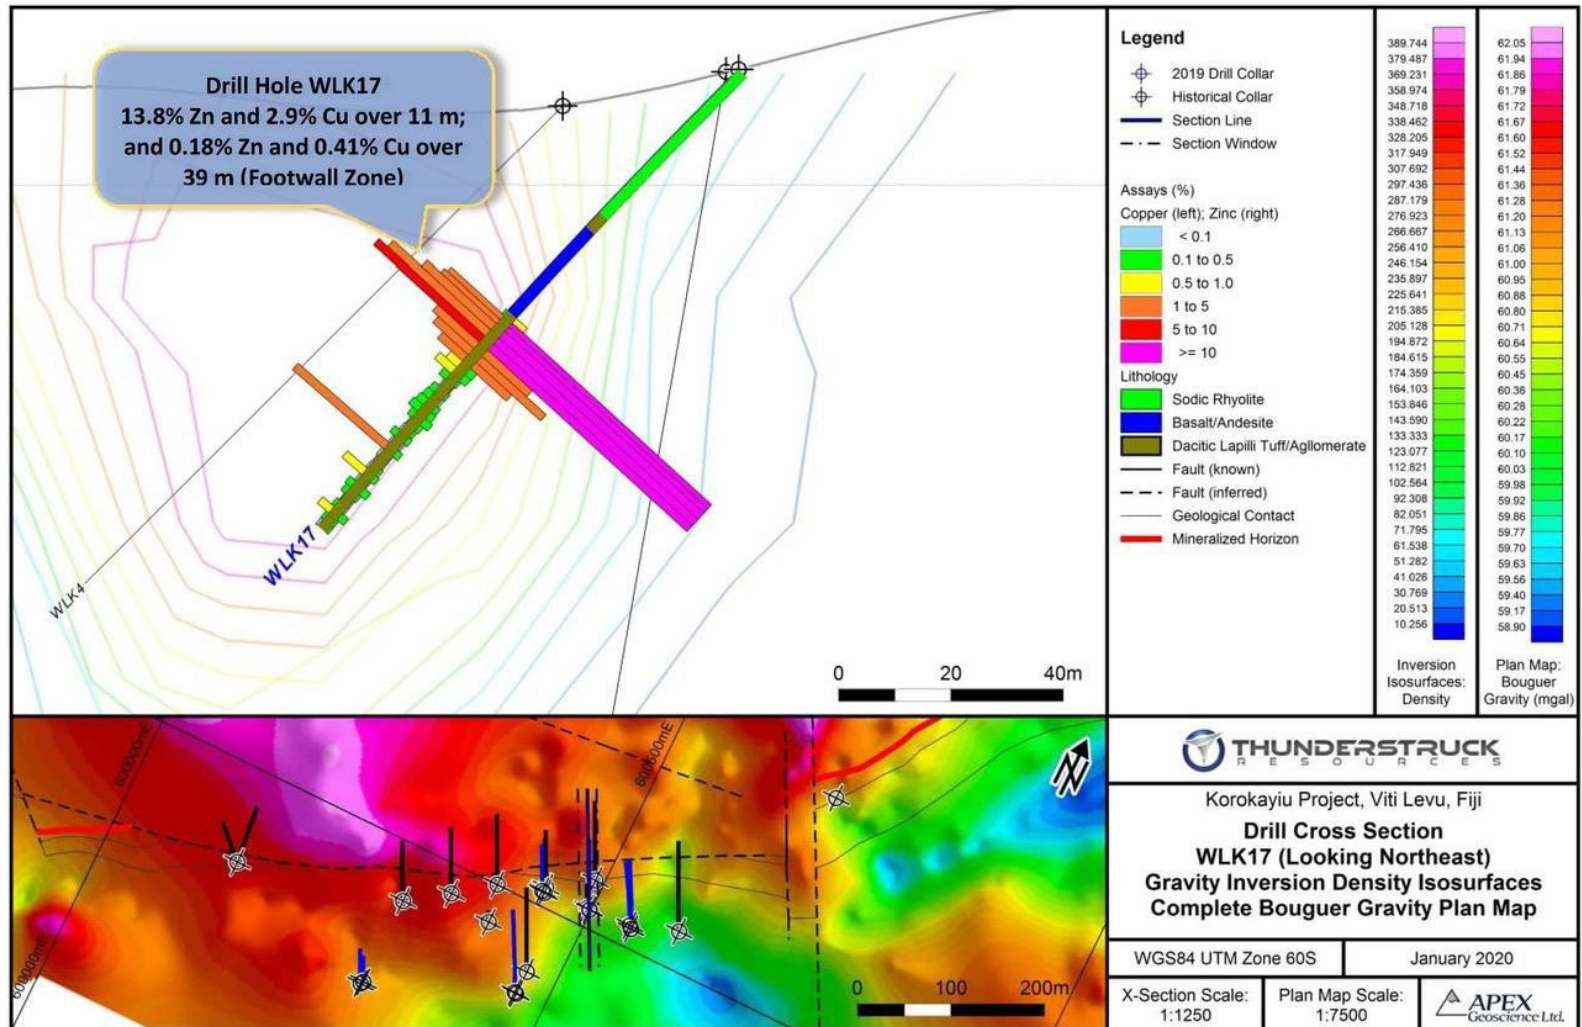 Drill Hole WLK17
13.8% Zn and 2.9% Cu over 11 m;
and 0.18% Zn and 0.41% Cu over
39 m (Footwall Zone)
WLK17
WLK4
0 20 40m
Legend
2019 Drill Collar
Historical Collar
Section Line
Section Window
Assays (%)
Copper (left); Zinc (right)
< 0.1
0.1 to 0.5
0.5 to 1.0
1 to 5
5 to 10
>= 10
Lithology
Sodic Rhyolite
Basalt/Andesite
Dacitic Lapilli Tuff/Agllomerate
Fault (known)
Fault (inferred)
Geological Contact
Mineralized Horizon
389.744
379.487
369.231
358.974
348.718
338.462
328.205
317.949
307.692
297.436
287.179
276.923
266.667
256.410
246.154
235.897
225.641
215.385
205.128
194.872
184.615
174.359
164.103
153.846
143.590
133.333
123.077
112.821
102.564
92.308
82.051
71.795
61.538
51.282
41.026
30.769
20.513
10.256
Inversion
Isosurfaces:
Density
62.05
61.94
61.86
61.79
61.72
61.67
61.60
61.52
61.44
61.36
61.28
61.20
61.13
61.06
61.00
60.95
60.88
60.80
60.71
60.64
60.55
60.45
60.36
60.28
60.22
60.17
60.10
60.03
59.98
59.92
59.86
59.77
59.70
59.63
59.56
59.40
59.17
58.90
Plan Map:
Bouguer
Gravity (mgal)
600000mE
600500mE
600000mE
N
0 100 200m
THUNDERSTRUCK
RESOURCES
Korokayiu Project, Viti Levu, Fiji
Drill Cross Section
WLK17 (Looking Northeast)
Gravity Inversion Density Isosurfaces
Complete Bouguer Gravity Plan Map
WGS84 UTM Zone 60S
January 2020
X-Section Scale:
1:1250
Plan Map Scale:
1:7500
APEX
Geoscience Ltd.